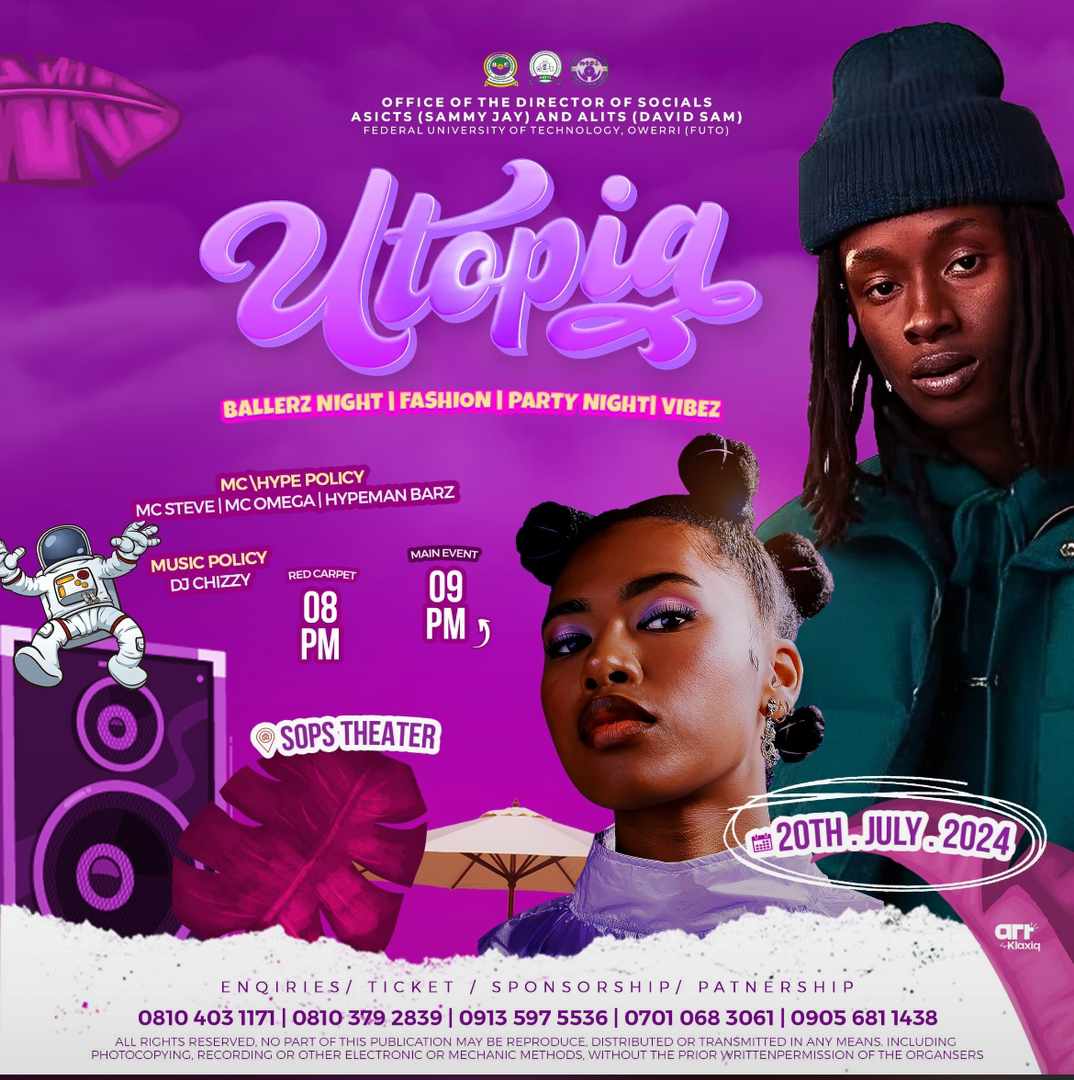 OFFICE OF THE DIRECTOR OF SOCIALS
ASICTS (SAMMY JAY) AND ALITS (DAVID SAM)
FEDERAL UNIVERSITY OF TECHNOLOGY, OWERRI (FUTO)
Utopia
BALLERZ NIGHT | FASHION | PARTY NIGHT| VIBEZ
MC \HYPE POLICY
MC STEVE | MC OMEGA | HYPEMAN BARZ
MUSIC POLICY
DJ CHIZZY
RED CARPET
08
PM
MAIN EVENT
09
PM
SOPS THEATER
20TH . JULY . 2024
arr
Klaxiq
ENQIRIES/ TICKET / SPONSORSHIP/ PATNERSHIP
0810 403 1171 | 0810 379 2839 | 0913 597 5536 | 0701 068 3061 | 0905 681 1438
ALL RIGHTS RESERVED, NO PART OF THIS PUBLICATION MAY BE REPRODUCE, DISTRIBUTED OR TRANSMITTED IN ANY MEANS. INCLUDING
PHOTOCOPYING, RECORDING OR OTHER ELECTRONIC OR MECHANIC METHODS, WITHOUT THE PRIOR WRITTENPERMISSION OF THE ORGANSERS